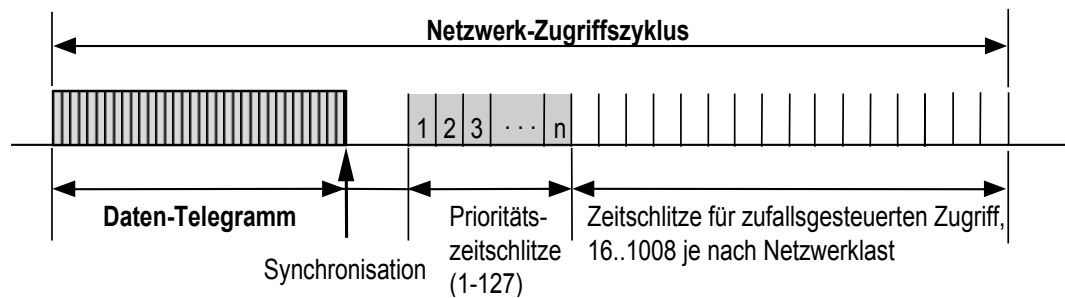 Netzwerk-Zugriffszyklus
1 2 3 · · · n
Daten-Telegramm
Synchronisation
Prioritäts-
zeitschlitze
(1-127)
Zeitschlitze für zufallsgesteuerten Zugriff,
16..1008 je nach Netzwerklast